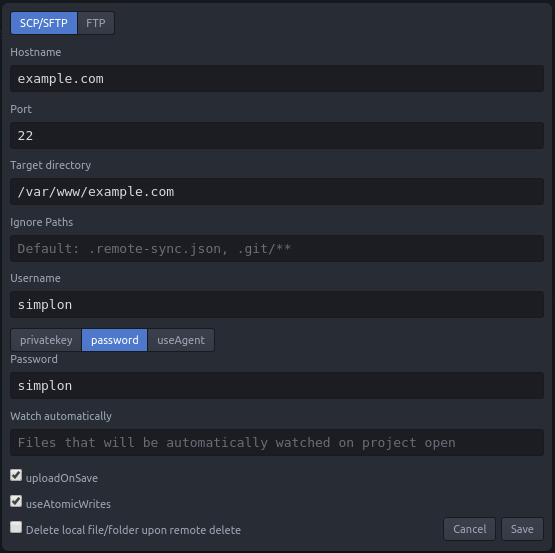 SCP/SFTP FTP
Hostname
example.com
Port
22
Target directory
/var/www/example.com
Ignore Paths
Default: .remote-sync.json, .git/**
Username
simplon
privatekey password useAgent
Password
simplon
Watch automatically
Files that will be automatically watched on project open
uploadOnSave
useAtomicWrites
Delete local file/folder upon remote delete Cancel Save